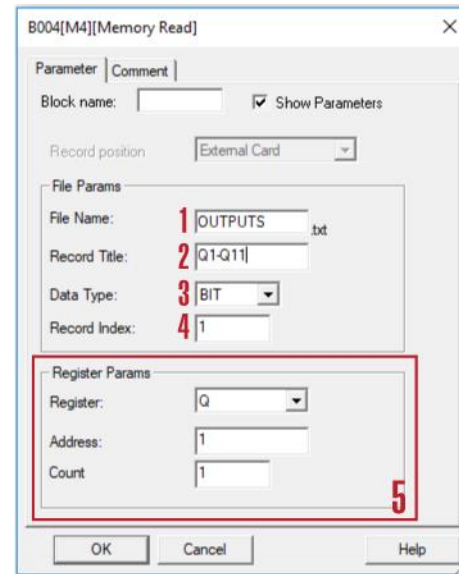 B004[M4][Memory Read]
Parameter Comment
Block name: Show Parameters
Record position External Card
File Params
File Name: 1 OUTPUTS .txt
Record Title: 2 Q1-Q11
Data Type: 3 BIT
Record Index: 4 1
Register Params
Register: Q
Address: 1
Count 1
5
OK Cancel Help